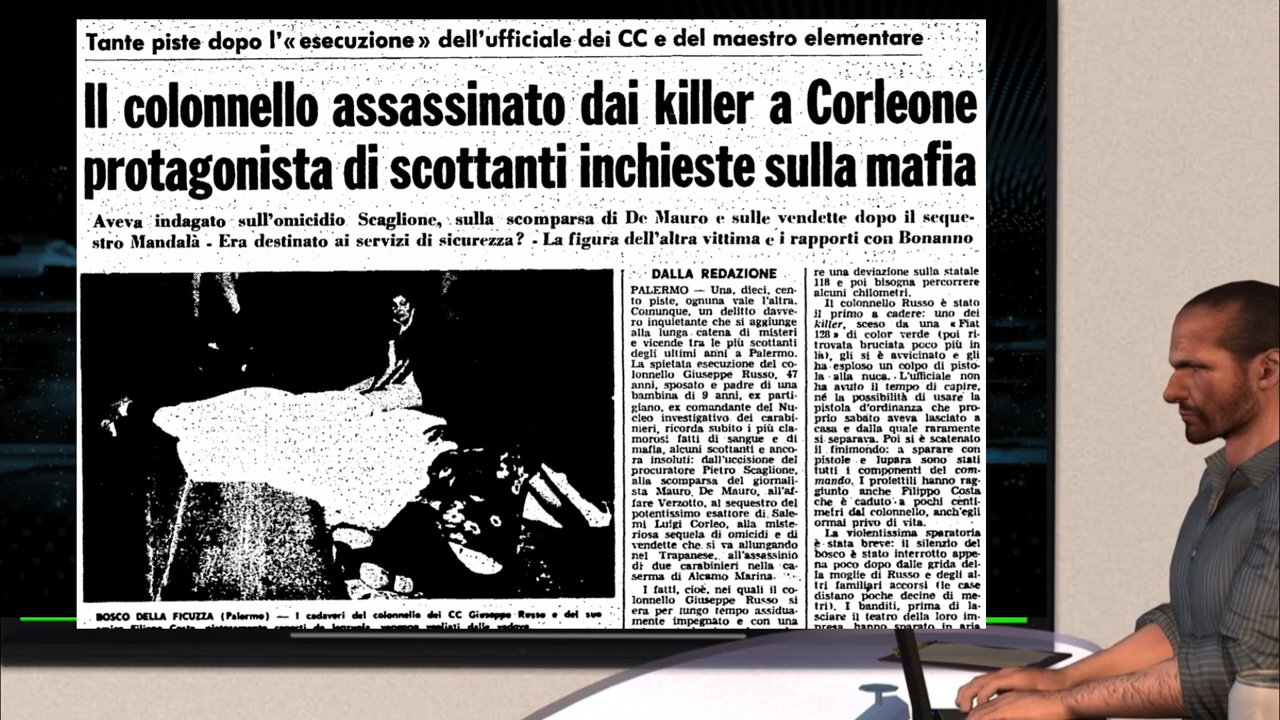 Tante piste dopo l'«esecuzione» dell'ufficiale dei CC e del maestro elementare
Il colonnello assassinato dai killer a Corleone
protagonista di scottanti inchieste sulla mafia
Aveva indagato sull'omicidio Scaglione, sulla scomparsa di De Mauro e sulle vendette dopo il seque-
stro Mandalà - Era destinato ai servizi di sicurezza? - La figura dell'altra vittima e i rapporti con Bonanno
BOSCO DELLA FICUZZA (Palermo) — I cadaveri del colonnello dei CC Giuseppe Russo e del suo
DALLA REDAZIONE
PALERMO — Una, dieci, cen-
to piste, ognuna vale l'altra.
Comunque, un delitto davve-
ro inquietante che si aggiunge
alla lunga catena di misteri
e vicende tra le più scottanti
degli ultimi anni a Palermo.
La spietata esecuzione del co-
lonnello Giuseppe Russo, 47
anni, sposato e padre di una
bambina di 9 anni, ex parti-
giano, ex comandante del Nu-
cleo investigativo dei carabi-
nieri, ricorda subito i più cla-
morosi fatti di sangue e di
mafia, alcuni scottanti e anco-
ra insoluti: dall'uccisione del
procuratore Pietro Scaglione,
alla scomparsa del giornali-
sta Mauro De Mauro, all'af-
fare Verzotto, al sequestro del
potentissimo esattore di Sale-
mi Luigi Corleo, alla miste-
riosa sequela di omicidi e di
vendette che si va allungando
nel Trapanese, all'assassinio
di due carabinieri nella ca-
serma di Alcamo Marina.
I fatti, cioè, nei quali il co-
lonnello Giuseppe Russo si
era per lungo tempo assidua-
mente impegnato e con una
re una deviazione sulla statale
118 e poi bisogna percorrere
alcuni chilometri.
Il colonnello Russo è stato
il primo a cadere: uno dei
killer, sceso da una «Fiat
128» di color verde (poi ri-
trovata bruciata poco più in
là), gli si è avvicinato e gli
ha esploso un colpo di pisto-
la alla nuca. L'ufficiale non
ha avuto il tempo di capire,
né la possibilità di usare la
pistola d'ordinanza che pro-
prio sabato aveva lasciato a
casa e dalla quale raramente
si separava. Poi si è scatenato
il finimondo: a sparare con
pistole e lupara sono stati
tutti i componenti del com-
mando. I proiettili hanno rag-
giunto anche Filippo Costa
che è caduto a pochi centi-
metri dal colonnello, anch'egli
ormai privo di vita.
La violentissima sparatoria
è stata breve: il silenzio del
bosco è stato interrotto appe-
na poco dopo dalle grida del-
la moglie di Russo e degli al-
tri familiari accorsi (le case
distano poche decine di me-
tri). I banditi, prima di la-
sciare il teatro della loro im-
presa, hanno sparato in aria